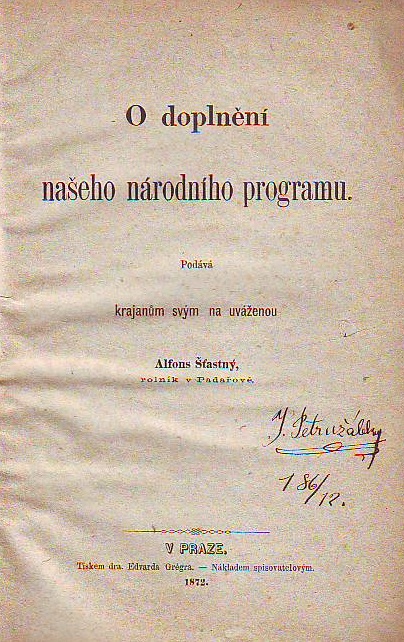 O doplnění
našeho národního programu.
Podává
krajanům svým na uváženou
Alfons Šťastný,
rolník v Padařově.
J. Petružálek
186/12.
V PRAZE.
Tiskem dra. Edvarda Grégra. — Nákladem spisovatelovým.
1872.